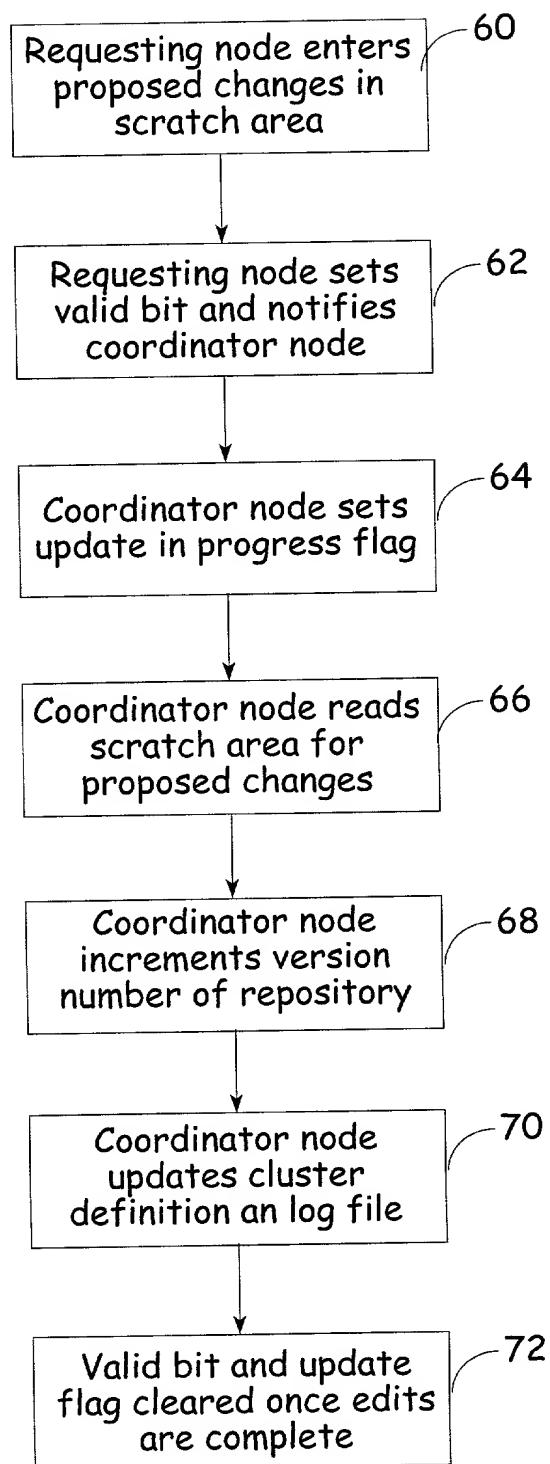 60
Requesting node enters
proposed changes in
scratch area
62
Requesting node sets
valid bit and notifies
coordinator node
64
Coordinator node sets
update in progress flag
66
Coordinator node reads
scratch area for
proposed changes
68
Coordinator node
increments version
number of repository
70
Coordinator node
updates cluster
definition an log file
72
Valid bit and update
flag cleared once edits
are complete